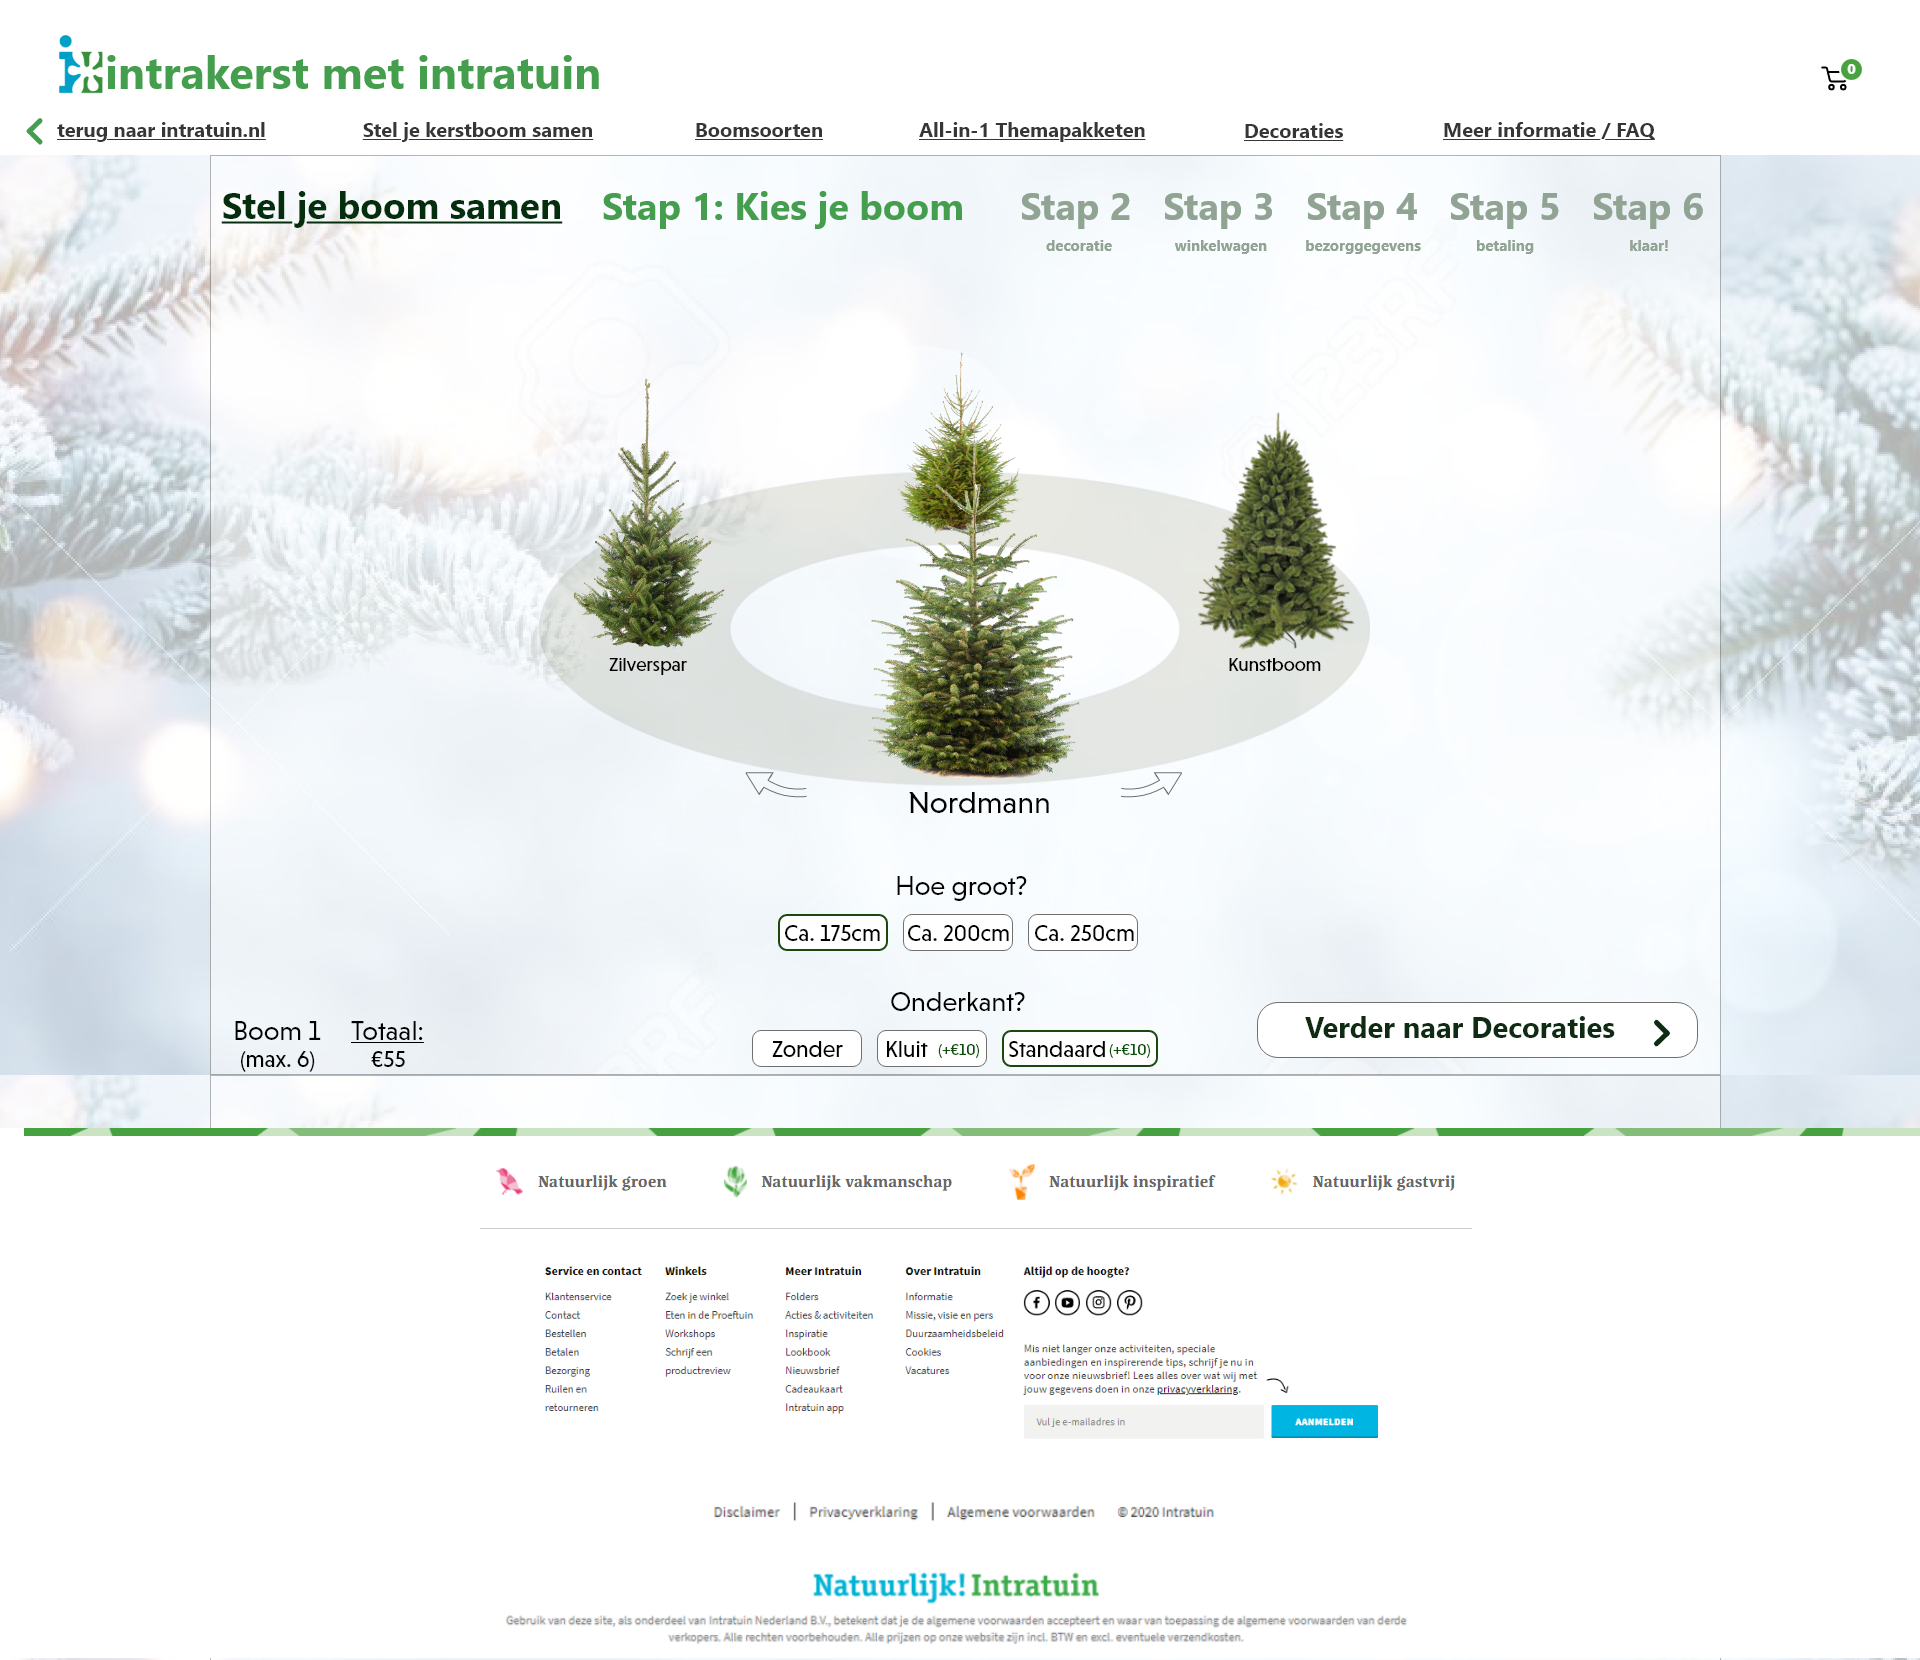 intrakerst met intratuin
0
terug naar intratuin.nl
Stel je kerstboom samen
Boomsoorten
All-in-1 Themapakketen
Decoraties
Meer informatie / FAQ
Stel je boom samen
Stap 1: Kies je boom
Stap 2
decoratie
Stap 3
winkelwagen
Stap 4
bezorggegevens
Stap 5
betaling
Stap 6
klaar!
123RF
Zilverspar
Kunstboom
Nordmann
Hoe groot?
Ca. 175cm
Ca. 200cm
Ca. 250cm
Onderkant?
Zonder
Kluit (+€10)
Standaard (+€10)
Boom 1
(max. 6)
Totaal:
€55
Verder naar Decoraties
Natuurlijk groen
Natuurlijk vakmanschap
Natuurlijk inspiratief
Natuurlijk gastvrij
Service en contact
Klantenservice
Contact
Bestellen
Betalen
Bezorging
Ruilen en
retourneren
Winkels
Zoek je winkel
Eten in de Proeftuin
Workshops
Schrijf een
productreview
Meer Intratuin
Folders
Acties & activiteiten
Inspiratie
Lookbook
Nieuwsbrief
Cadeaukaart
Intratuin app
Over Intratuin
Informatie
Missie, visie en pers
Duurzaamheidsbeleid
Cookies
Vacatures
Altijd op de hoogte?
Mis niet langer onze activiteiten, speciale
aanbiedingen en inspirerende tips, schrijf je nu in
voor onze nieuwsbrief! Lees alles over wat wij met
jouw gegevens doen in onze privacyverklaring.
Vul je e-mailadres in
AANMELDEN
Disclaimer | Privacyverklaring | Algemene voorwaarden © 2020 Intratuin
Natuurlijk! Intratuin
Gebruik van deze site, als onderdeel van Intratuin Nederland B.V., betekent dat je de algemene voorwaarden accepteert en waar van toepassing de algemene voorwaarden van derde
verkopers. Alle rechten voorbehouden. Alle prijzen op onze website zijn incl. BTW en excl. eventuele verzendkosten.